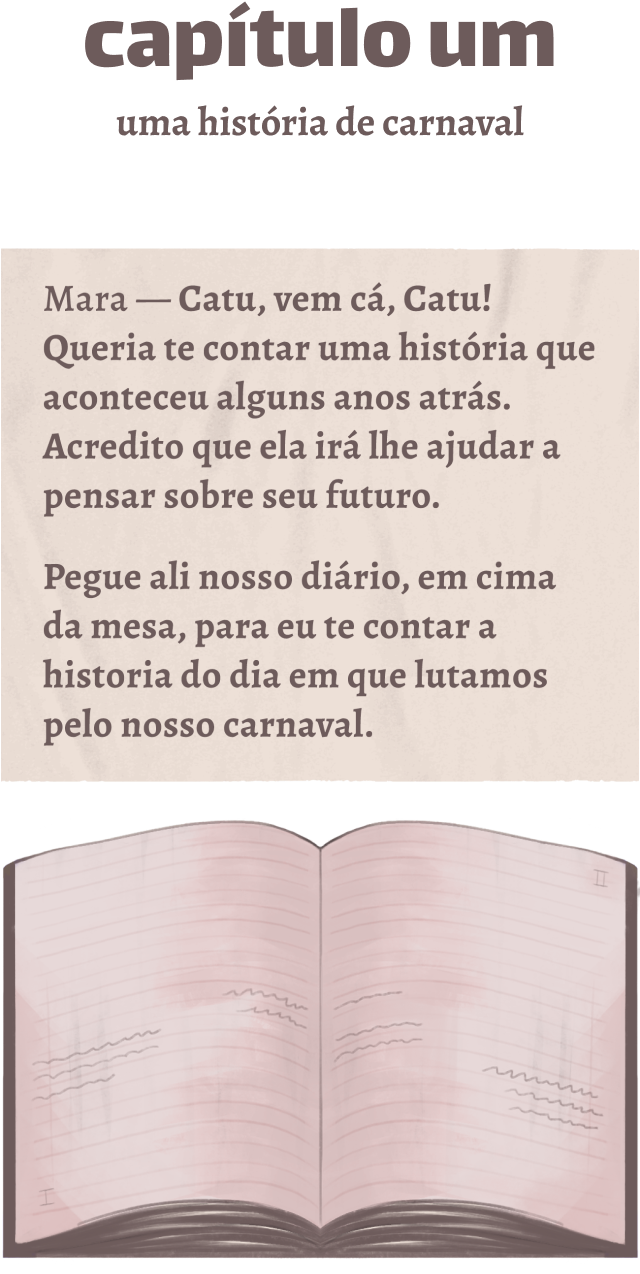 capítulo um
uma história de carnaval
Mara — Catu, vem cá, Catu!
Queria te contar uma história que
aconteceu alguns anos atrás.
Acredito que ela irá lhe ajudar a
pensar sobre seu futuro.
Pegue ali nosso diário, em cima
da mesa, para eu te contar a
historia do dia em que lutamos
pelo nosso carnaval.
II
I